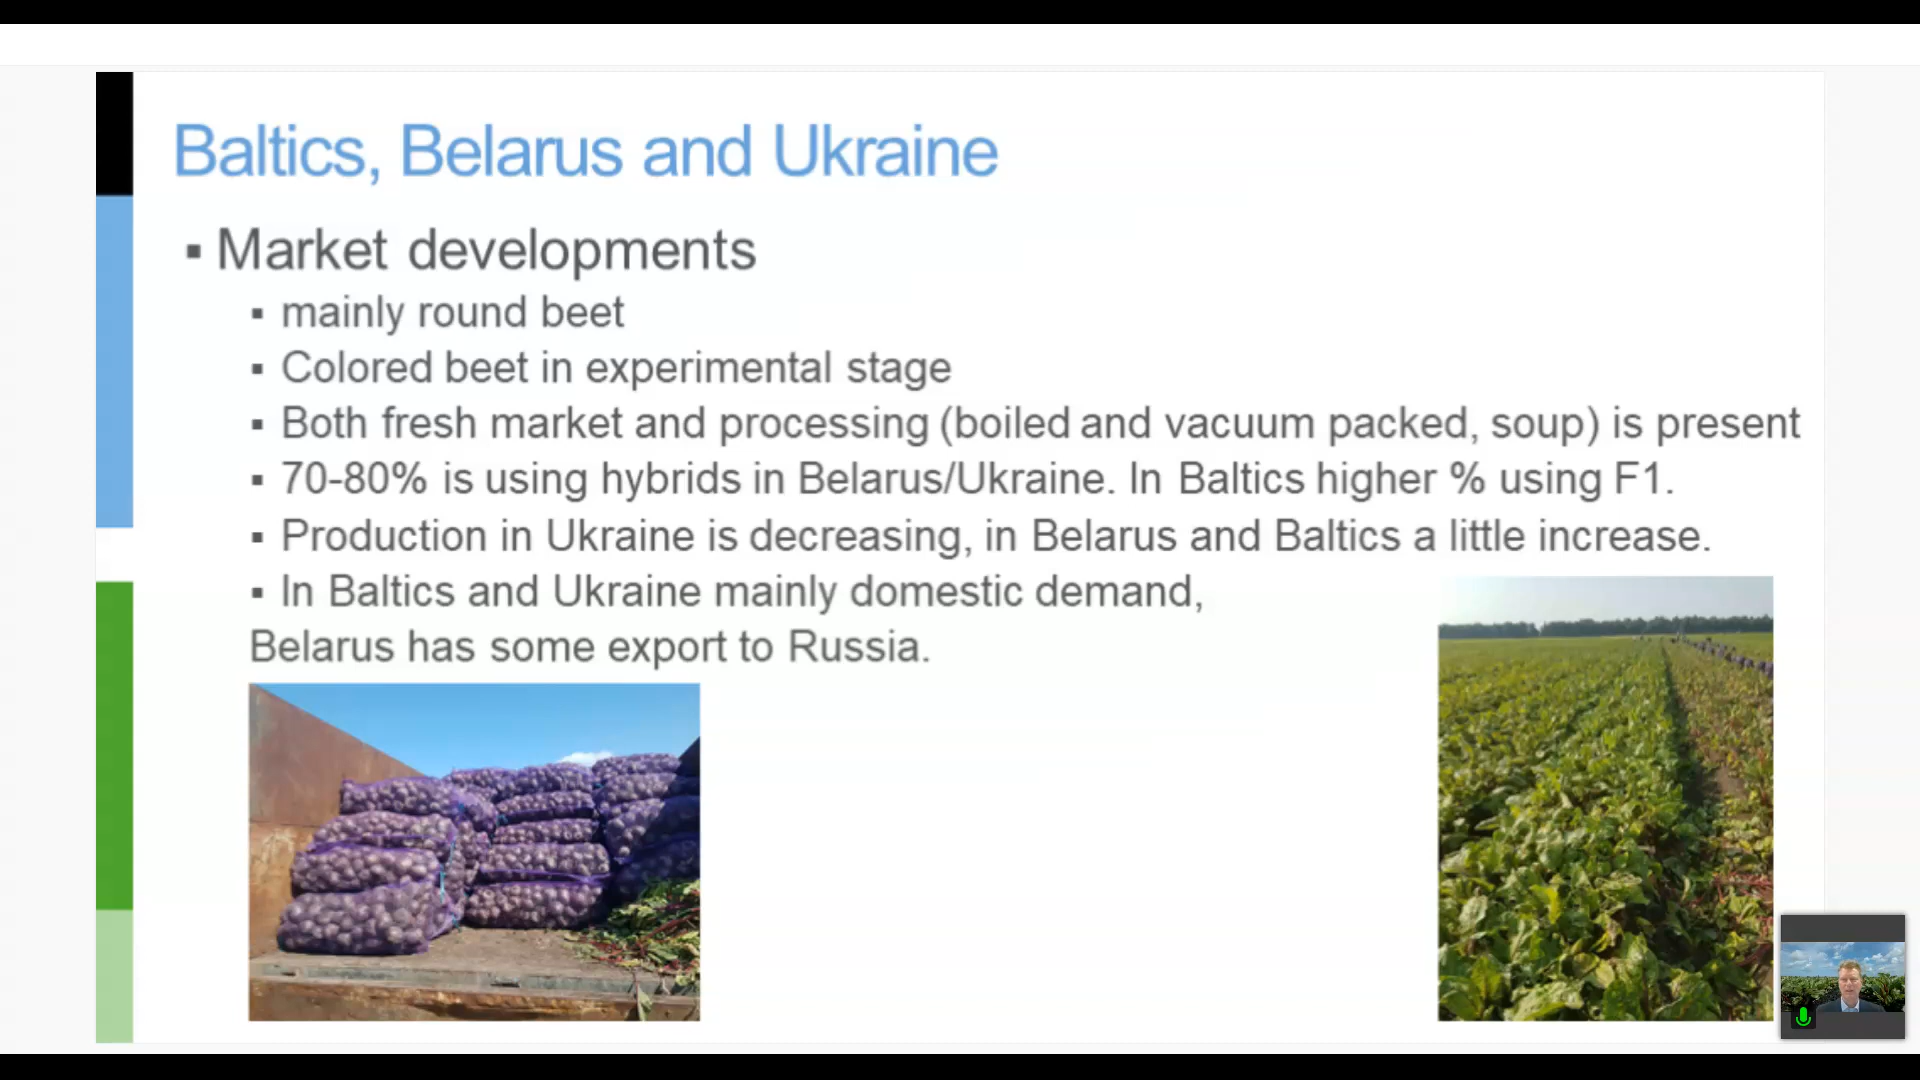 Baltics, Belarus and Ukraine
▪ Market developments
▪ mainly round beet
▪ Colored beet in experimental stage
▪ Both fresh market and processing (boiled and vacuum packed, soup) is present
▪ 70-80% is using hybrids in Belarus/Ukraine. In Baltics higher % using F1.
▪ Production in Ukraine is decreasing, in Belarus and Baltics a little increase.
▪ In Baltics and Ukraine mainly domestic demand,
Belarus has some export to Russia.